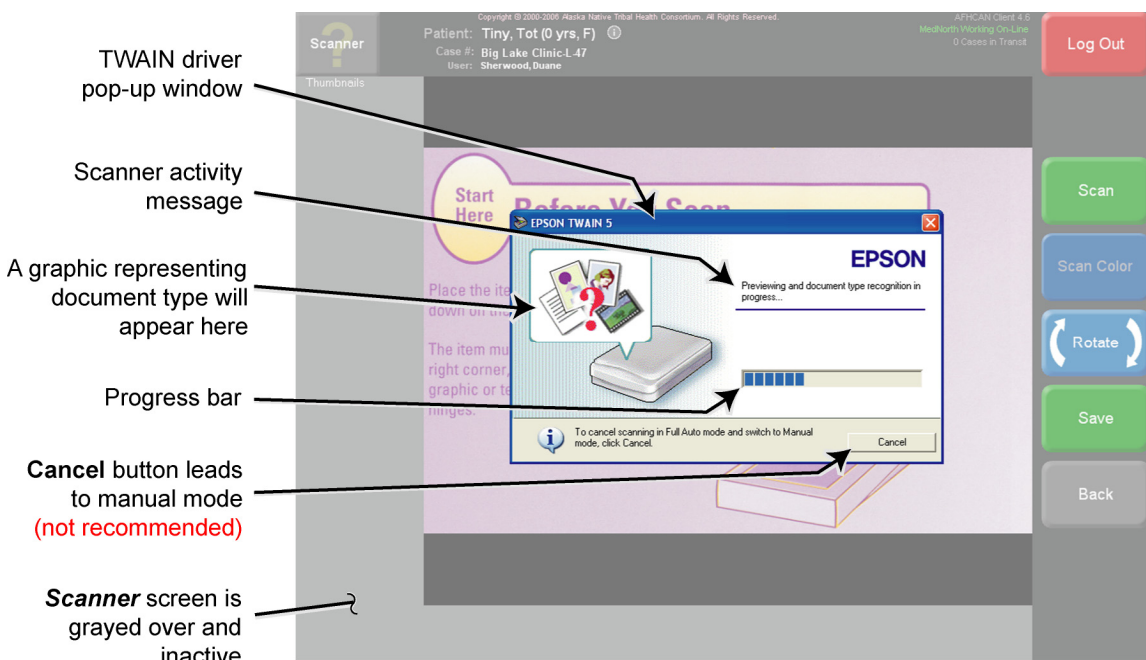 Copyright © 2000-2006 Alaska Native Tribal Health Consortium. All Rights Reserved.
AFHCAN Client 4.6
Scanner
Patient: Tiny, Tot (0 yrs, F)
MedNorth Working On-Line
Log Out
Case #: Big Lake Clinic-L-47
0 Cases in Transit
User: Sherwood, Duane
Thumbnails
TWAIN driver
pop-up window
Scanner activity
message
A graphic representing
document type will
appear here
Progress bar
Cancel button leads
to manual mode
(not recommended)
Scanner screen is
grayed over and
inactive
Start
Here
Before You Scan
Place the ite
down on the
The item mu
right corner,
graphic or te
hinges.
EPSON TWAIN 5
EPSON
Previewing and document type recognition in
progress...
To cancel scanning in Full Auto mode and switch to Manual
mode, click Cancel.
Cancel
Scan
Scan Color
Rotate
Save
Back